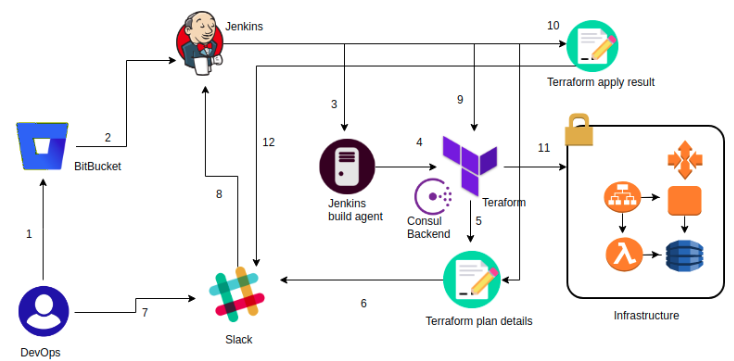 Jenkins
10
Terraform apply result
3
9
2
12
4
11
BitBucket
8
Jenkins
build agent
Consul
Backend
Teraform
5
1
6
7
Terraform plan details
Infrastructure
Slack
DevOps